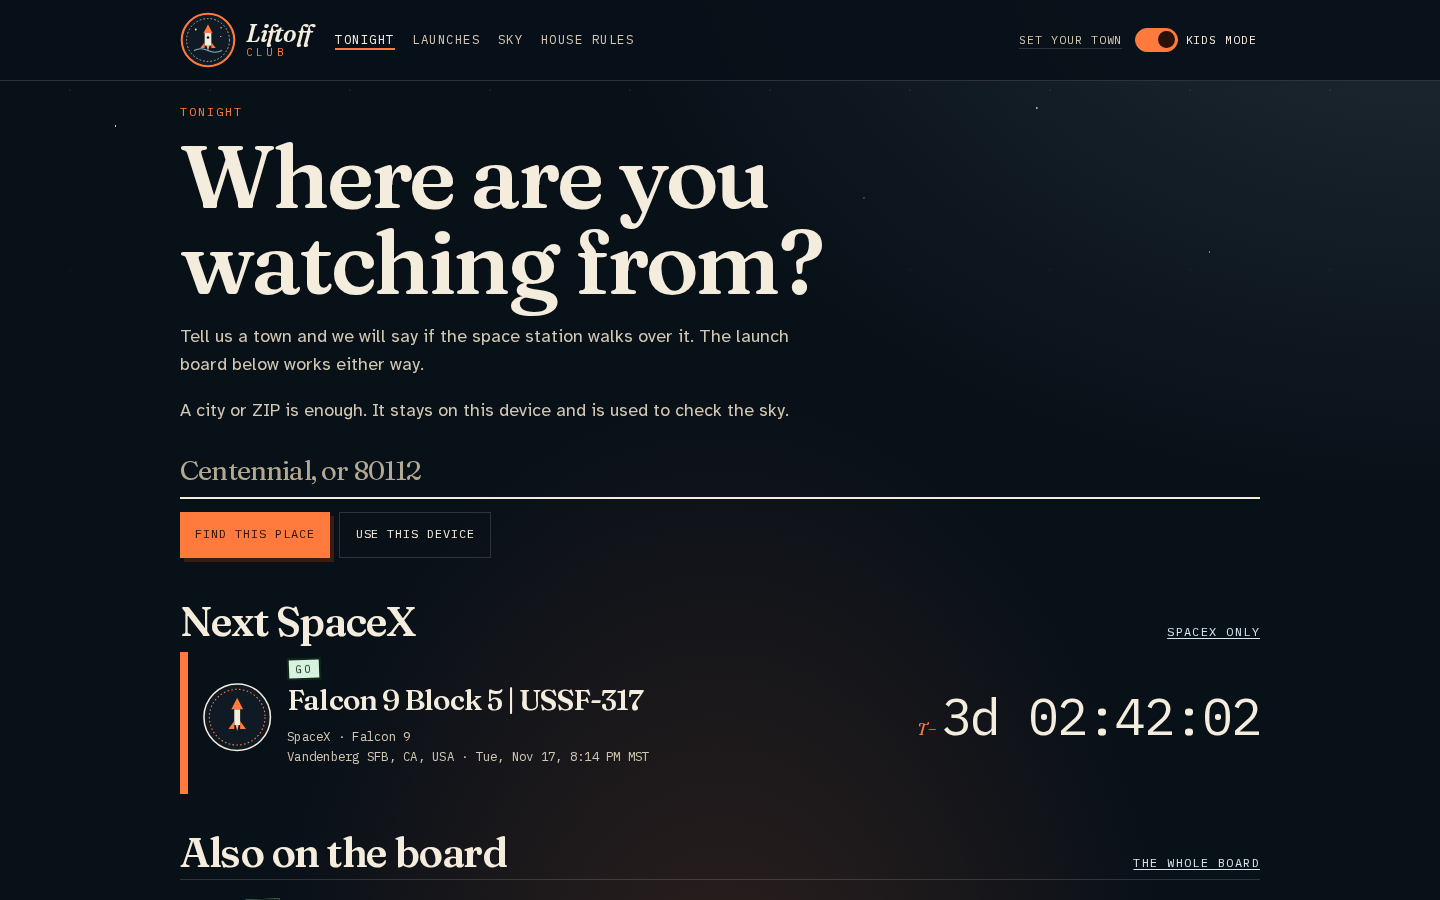 Liftoff
CLUB
TONIGHT
LAUNCHES
SKY
HOUSE RULES
SET YOUR TOWN
KIDS MODE
TONIGHT
Where are you
watching from?
Tell us a town and we will say if the space station walks over it. The launch
board below works either way.
A city or ZIP is enough. It stays on this device and is used to check the sky.
Centennial, or 80112
FIND THIS PLACE
USE THIS DEVICE
Next SpaceX
SPACEX ONLY
GO
Falcon 9 Block 5 | USSF-317
SpaceX · Falcon 9
Vandenberg SFB, CA, USA · Tue, Nov 17, 8:14 PM MST
T− 3d 02:42:02
Also on the board
THE WHOLE BOARD